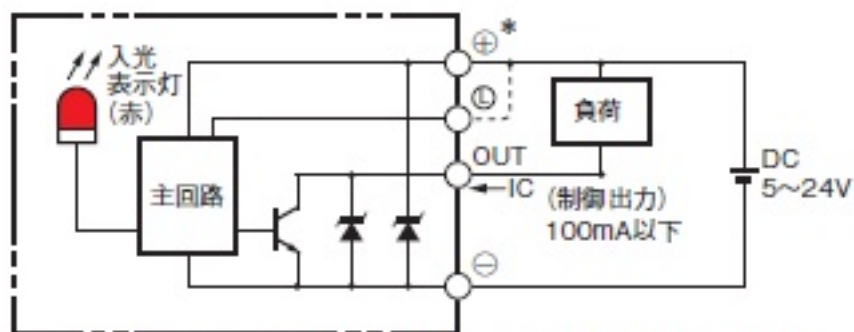 入光
表示灯
(赤)
主回路
⊕*
Ⓛ
OUT
IC
⊖
負荷
(制御出力)
100mA以下
DC
5～24V